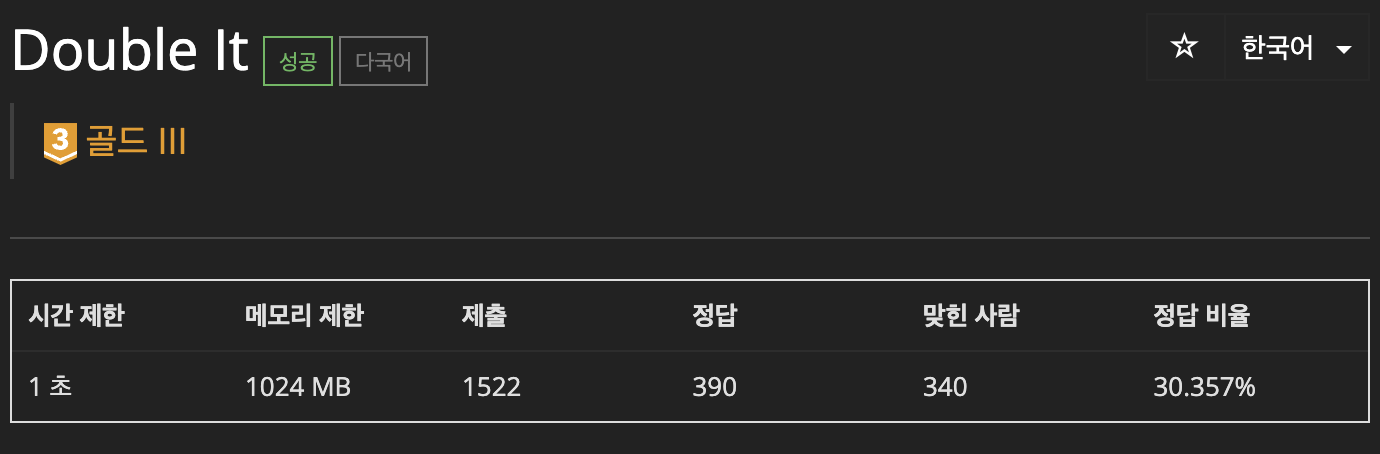 Double It 성공 다국어 한국어
3 골드 III
시간 제한 메모리 제한 제출 정답 맞힌 사람 정답 비율
1 초 1024 MB 1522 390 340 30.357%